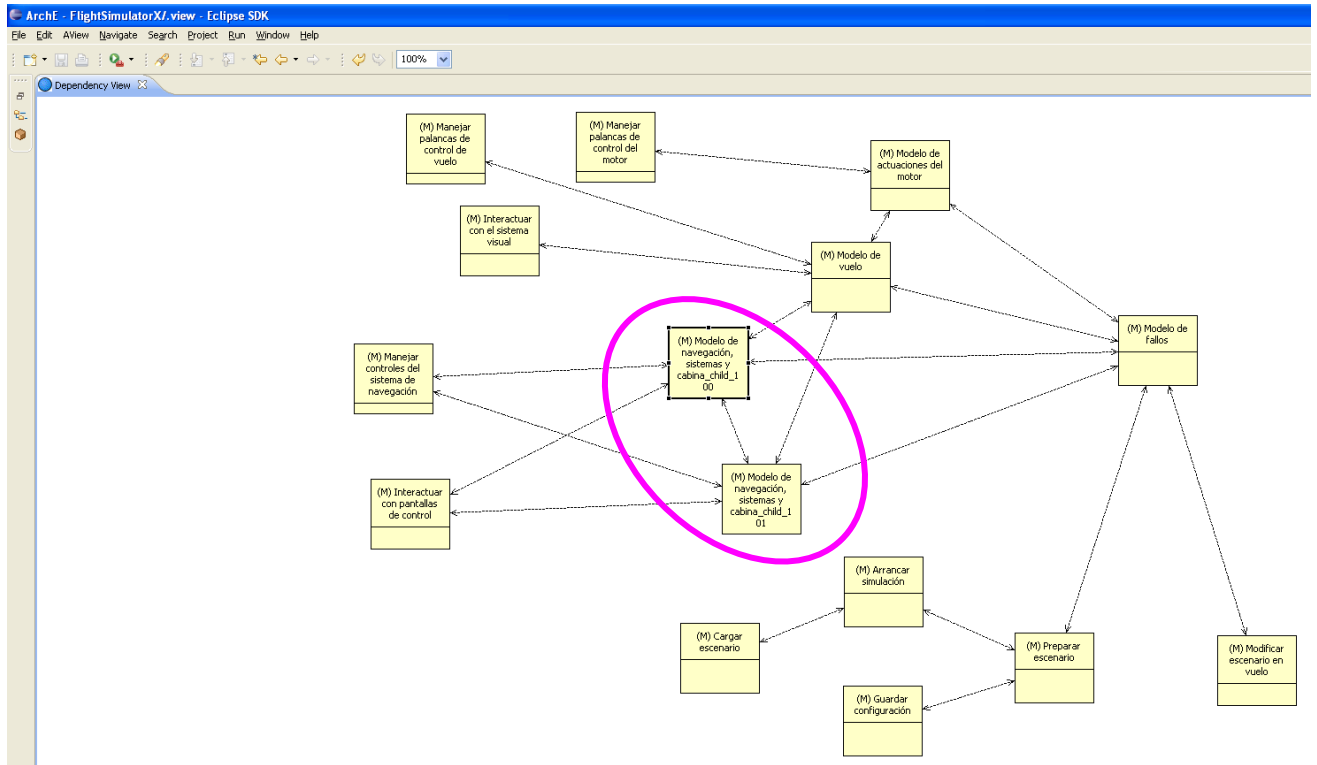 ArchE - FlightSimulatorX/.view - Eclipse SDK
File Edit AView Navigate Search Project Run Window Help
100%
Dependency View
(M) Manejar
palancas de
control de
vuelo
(M) Manejar
palancas de
control del
motor
(M) Modelo de
actuaciones del
motor
(M) Interactuar
con el sistema
visual
(M) Modelo de
vuelo
(M) Modelo de
fallos
(M) Modelo de
navegación,
sistemas y
cabina_child_1
00
(M) Manejar
controles del
sistema de
navegación
(M) Modelo de
navegación,
sistemas y
cabina_child_1
01
(M) Interactuar
con pantallas
de control
(M) Arrancar
simulación
(M) Cargar
escenario
(M) Preparar
escenario
(M) Modificar
escenario en
vuelo
(M) Guardar
configuración